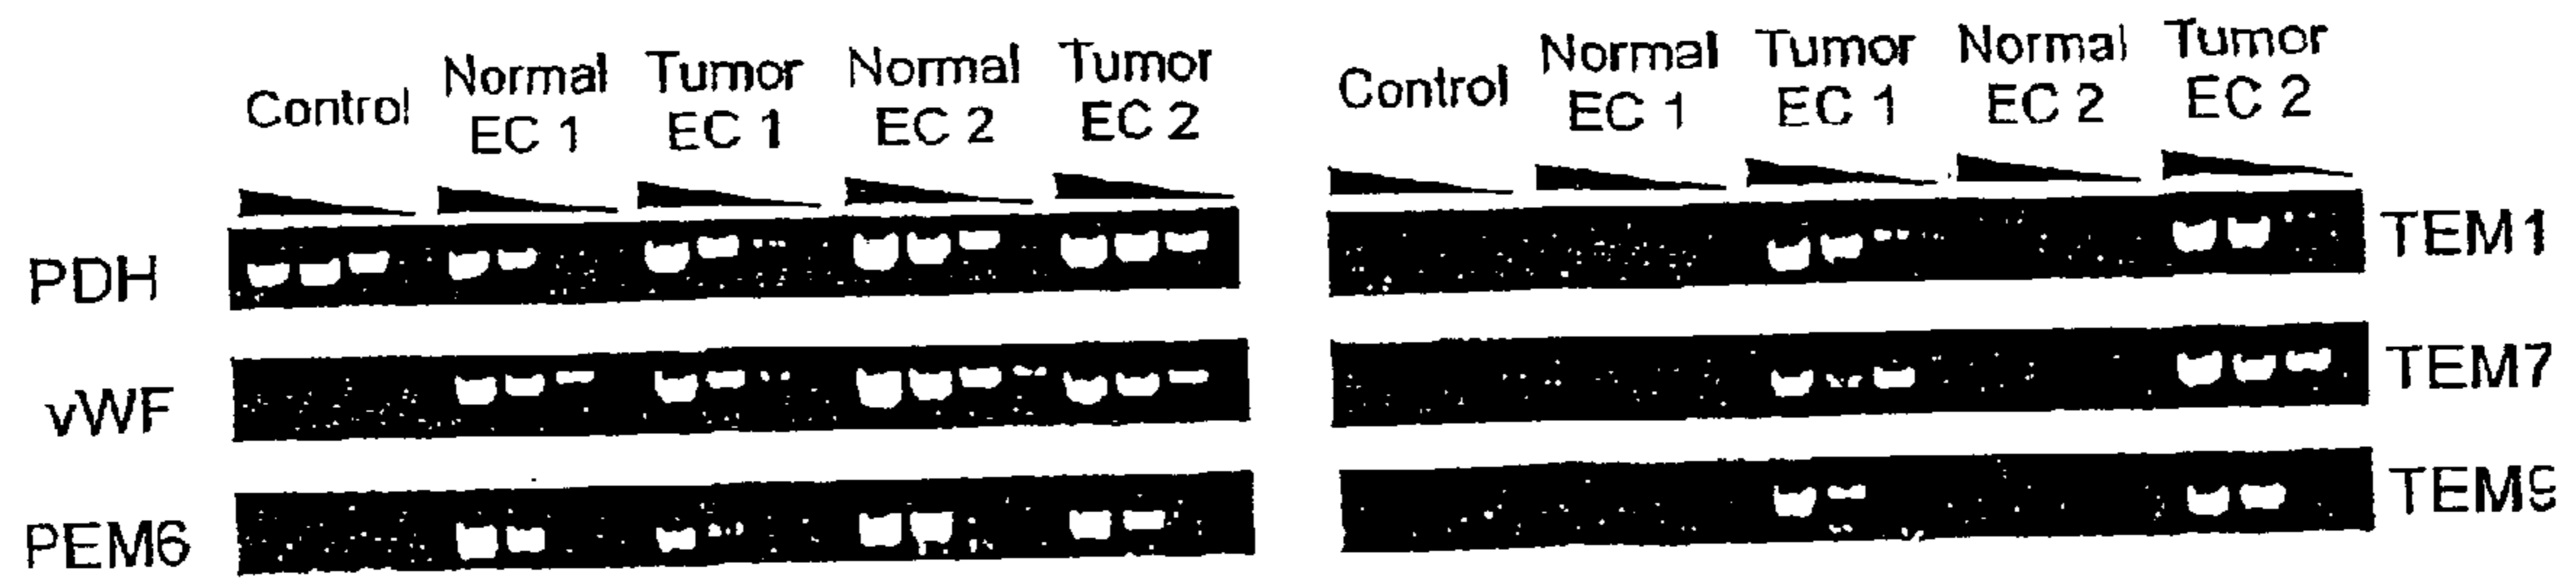 Control Normal EC 1 Tumor EC 1 Normal EC 2 Tumor EC 2
Control Normal EC 1 Tumor EC 1 Normal EC 2 Tumor EC 2
PDH
vWF
PEM6
TEM1
TEM7
TEM9